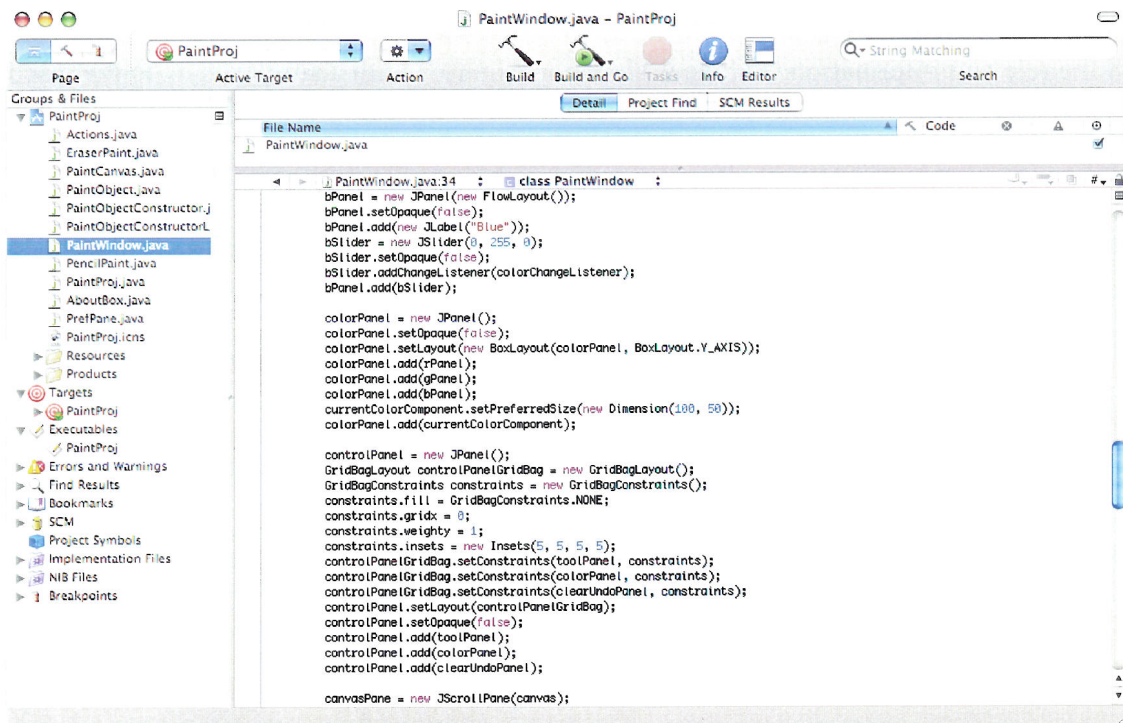 PaintWindow.java – PaintProj
PaintProj
Page
Active Target
Action
Build
Build and Go
Tasks
Info
Editor
String Matching
Search
Groups & Files
PaintProj
Actions.java
EraserPaint.java
PaintCanvas.java
PaintObject.java
PaintObjectConstructor.j
PaintObjectConstructorL
PaintWindow.java
PencilPaint.java
PaintProj.java
AboutBox.java
PrefPane.java
PaintProj.icns
Resources
Products
Targets
PaintProj
Executables
PaintProj
Errors and Warnings
Find Results
Bookmarks
SCM
Project Symbols
Implementation Files
NIB Files
Breakpoints
Detail Project Find SCM Results
File Name Code
PaintWindow.java
PaintWindow.java:34 class PaintWindow #
bPanel = new JPanel(new FlowLayout());
bPanel.setOpaque(false);
bPanel.add(new JLabel("Blue"));
bSlider = new JSlider(0, 255, 0);
bSlider.setOpaque(false);
bSlider.addChangeListener(colorChangeListener);
bPanel.add(bSlider);
colorPanel = new JPanel();
colorPanel.setOpaque(false);
colorPanel.setLayout(new BoxLayout(colorPanel, BoxLayout.Y_AXIS));
colorPanel.add(rPanel);
colorPanel.add(gPanel);
colorPanel.add(bPanel);
currentColorComponent.setPreferredSize(new Dimension(100, 50));
colorPanel.add(currentColorComponent);
controlPanel = new JPanel();
GridBagLayout controlPanelGridBag = new GridBagLayout();
GridBagConstraints constraints = new GridBagConstraints();
constraints.fill = GridBagConstraints.NONE;
constraints.gridx = 0;
constraints.weighty = 1;
constraints.insets = new Insets(5, 5, 5, 5);
controlPanelGridBag.setConstraints(toolPanel, constraints);
controlPanelGridBag.setConstraints(colorPanel, constraints);
controlPanelGridBag.setConstraints(clearUndoPanel, constraints);
controlPanel.setLayout(controlPanelGridBag);
controlPanel.setOpaque(false);
controlPanel.add(toolPanel);
controlPanel.add(colorPanel);
controlPanel.add(clearUndoPanel);
canvasPane = new JScrollPane(canvas);